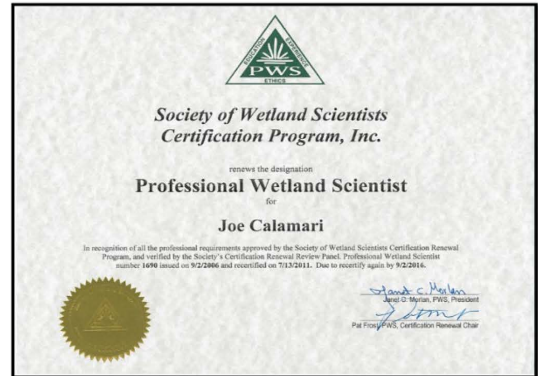 EDUCATION
EXPERIENCE
PWS
ETHICS
Society of Wetland Scientists
Certification Program, Inc.
renews the designation
Professional Wetland Scientist
for
Joe Calamari
In recognition of all the professional requirements approved by the Society of Wetland Scientists Certification Renewal
Program, and verified by the Society's Certification Renewal Review Panel. Professional Wetland Scientist
number 1690 issued on 9/2/2006 and recertified on 7/13/2011. Due to recertify again by 9/2/2016.
Janet C. Morlan
Janet C. Morlan, PWS, President
Pat Frost, PWS, Certification Renewal Chair